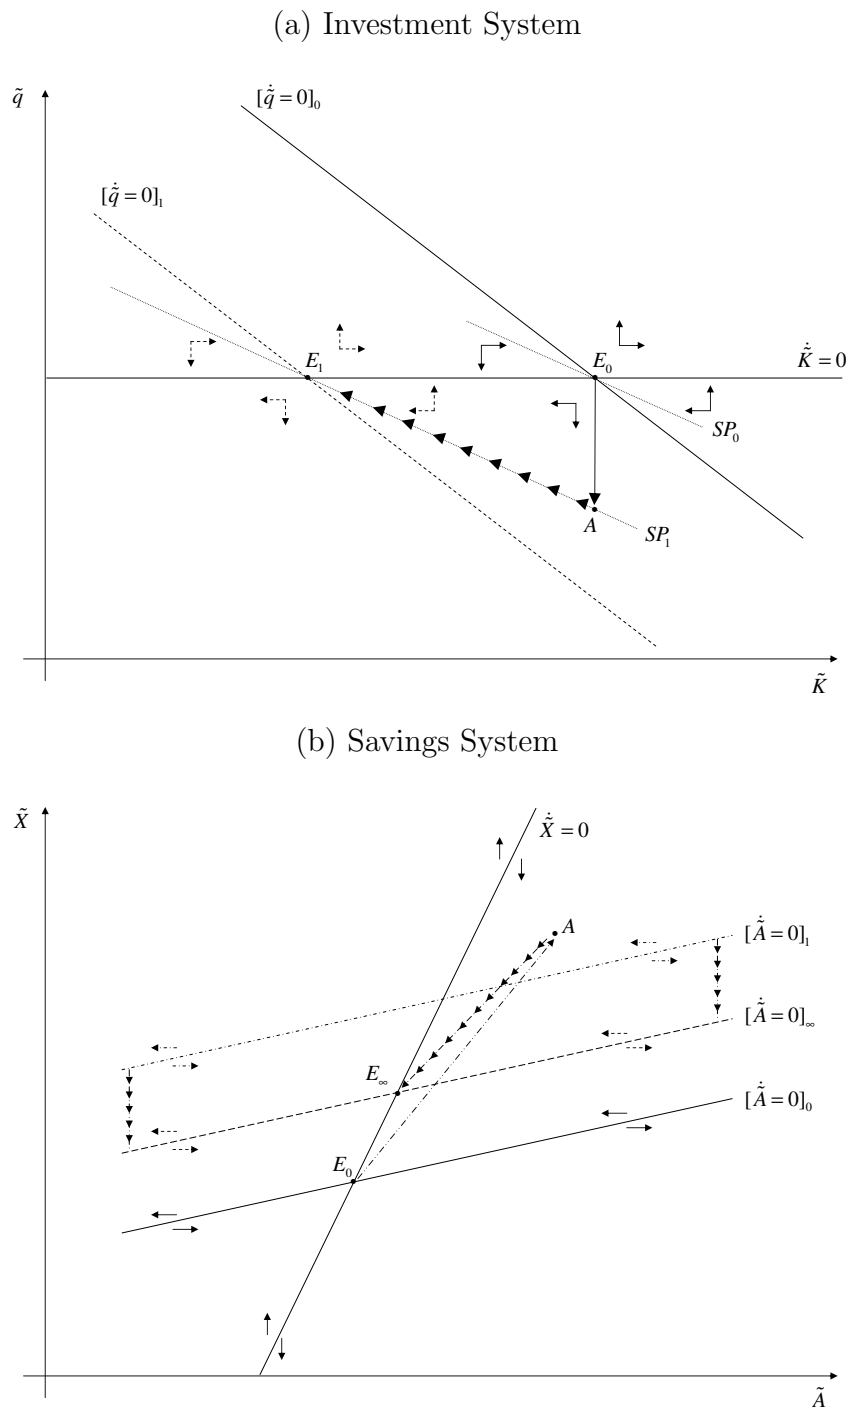 (a) Investment System
q̃
[q̃̇ = 0]₀
[q̃̇ = 0]₁
E₁
E₀
K̃̇ = 0
SP₀
A
SP₁
K̃
(b) Savings System
X̃
X̃̇ = 0
A
[Ã̇ = 0]₁
[Ã̇ = 0]∞
E∞
[Ã̇ = 0]₀
E₀
Ã